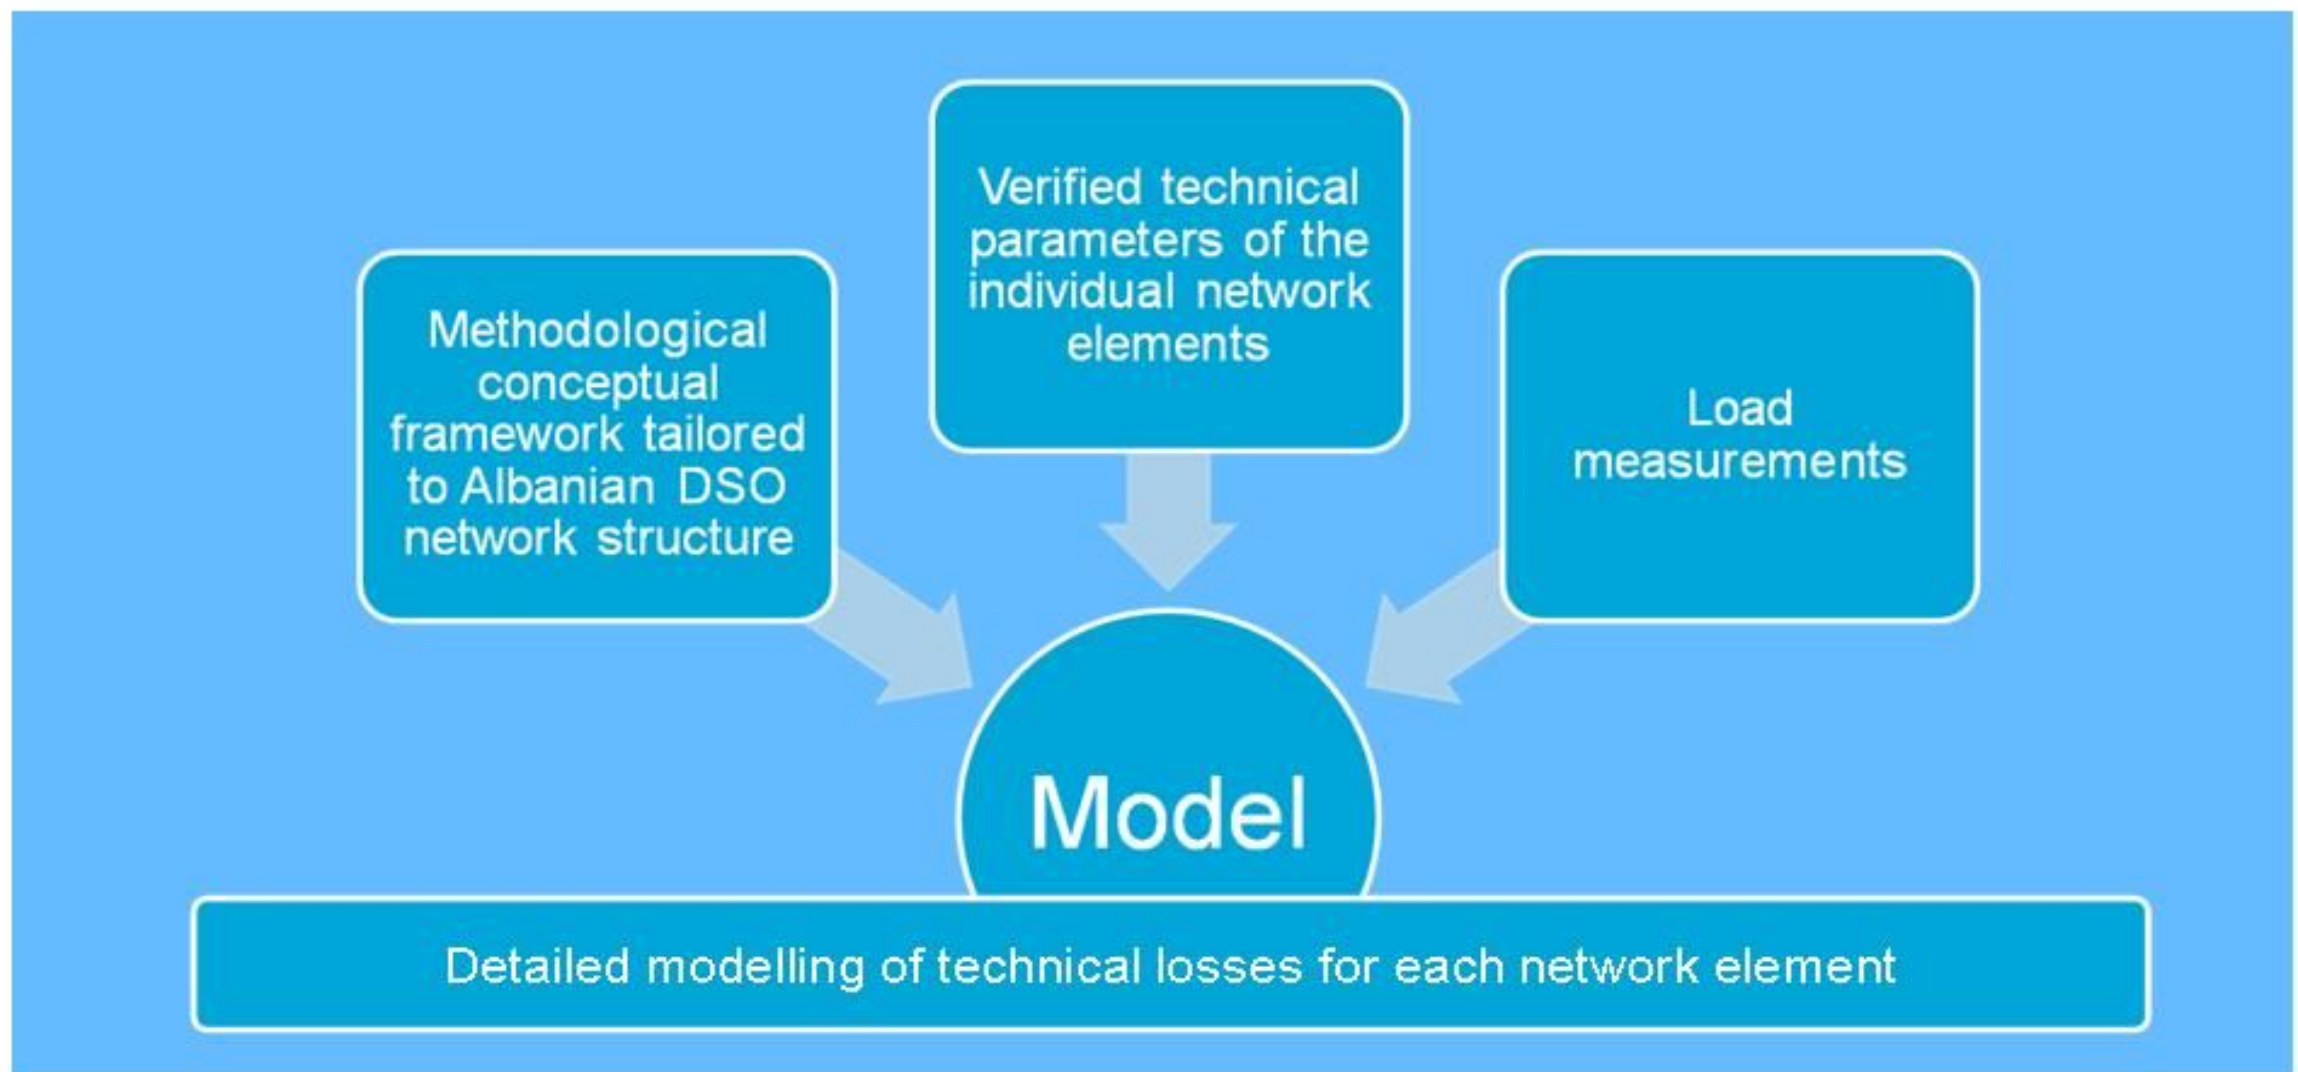 Methodological
conceptual
framework tailored
to Albanian DSO
network structure
Verified technical
parameters of the
individual network
elements
Load
measurements
Model
Detailed modelling of technical losses for each network element